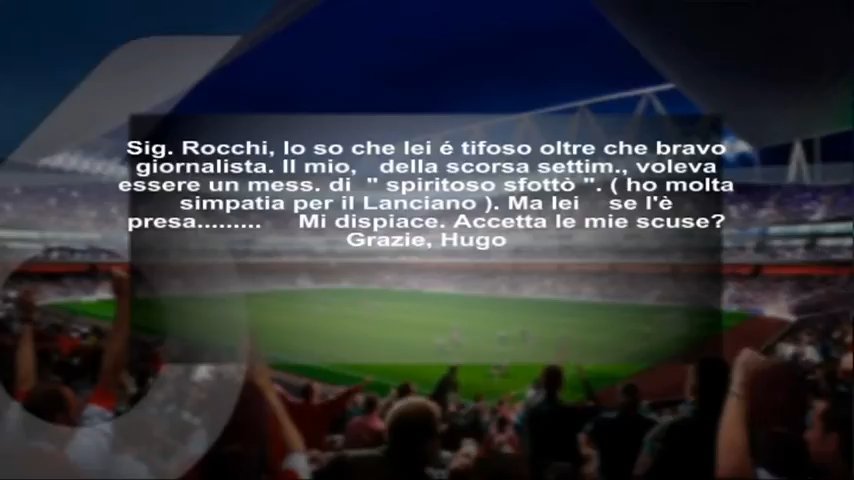 Sig. Rocchi, lo so che lei é tifoso oltre che bravo
giornalista. Il mio, della scorsa settim., voleva
essere un mess. di " spiritoso sfottò ". ( ho molta
simpatia per il Lanciano ). Ma lei se l'è
presa......... Mi dispiace. Accetta le mie scuse?
Grazie, Hugo